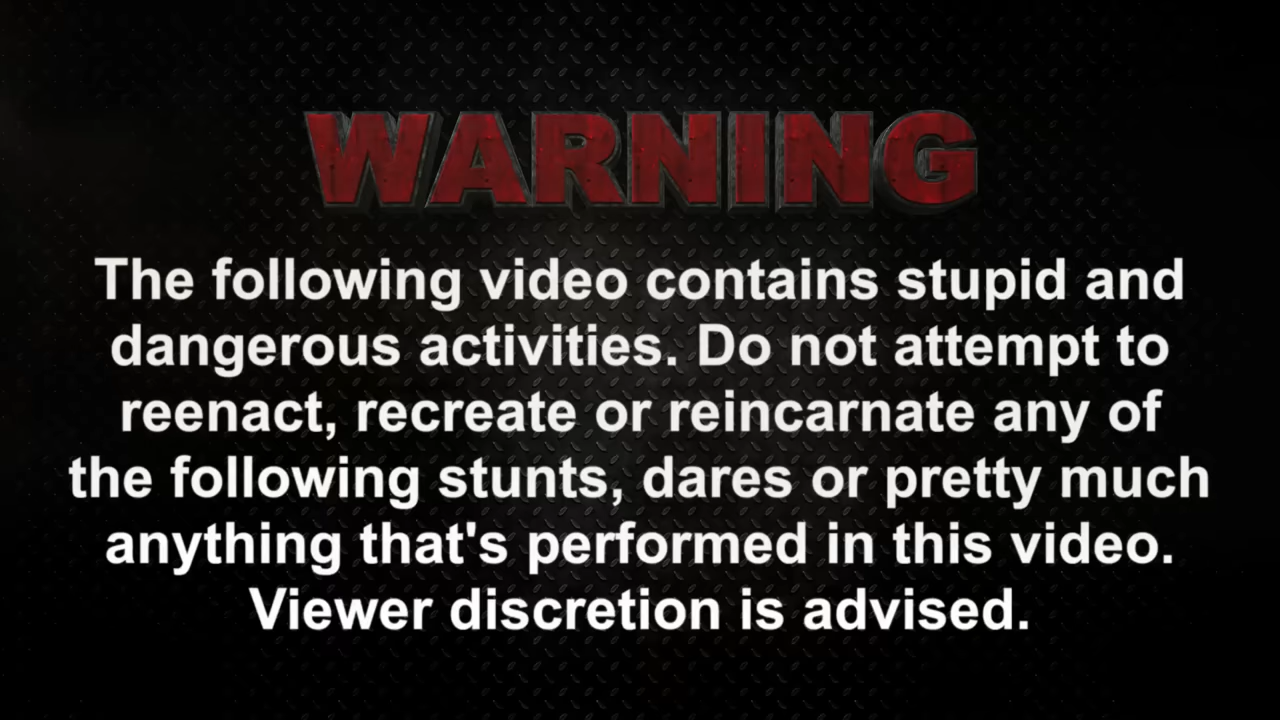 WARNING
The following video contains stupid and
dangerous activities. Do not attempt to
reenact, recreate or reincarnate any of
the following stunts, dares or pretty much
anything that's performed in this video.
Viewer discretion is advised.